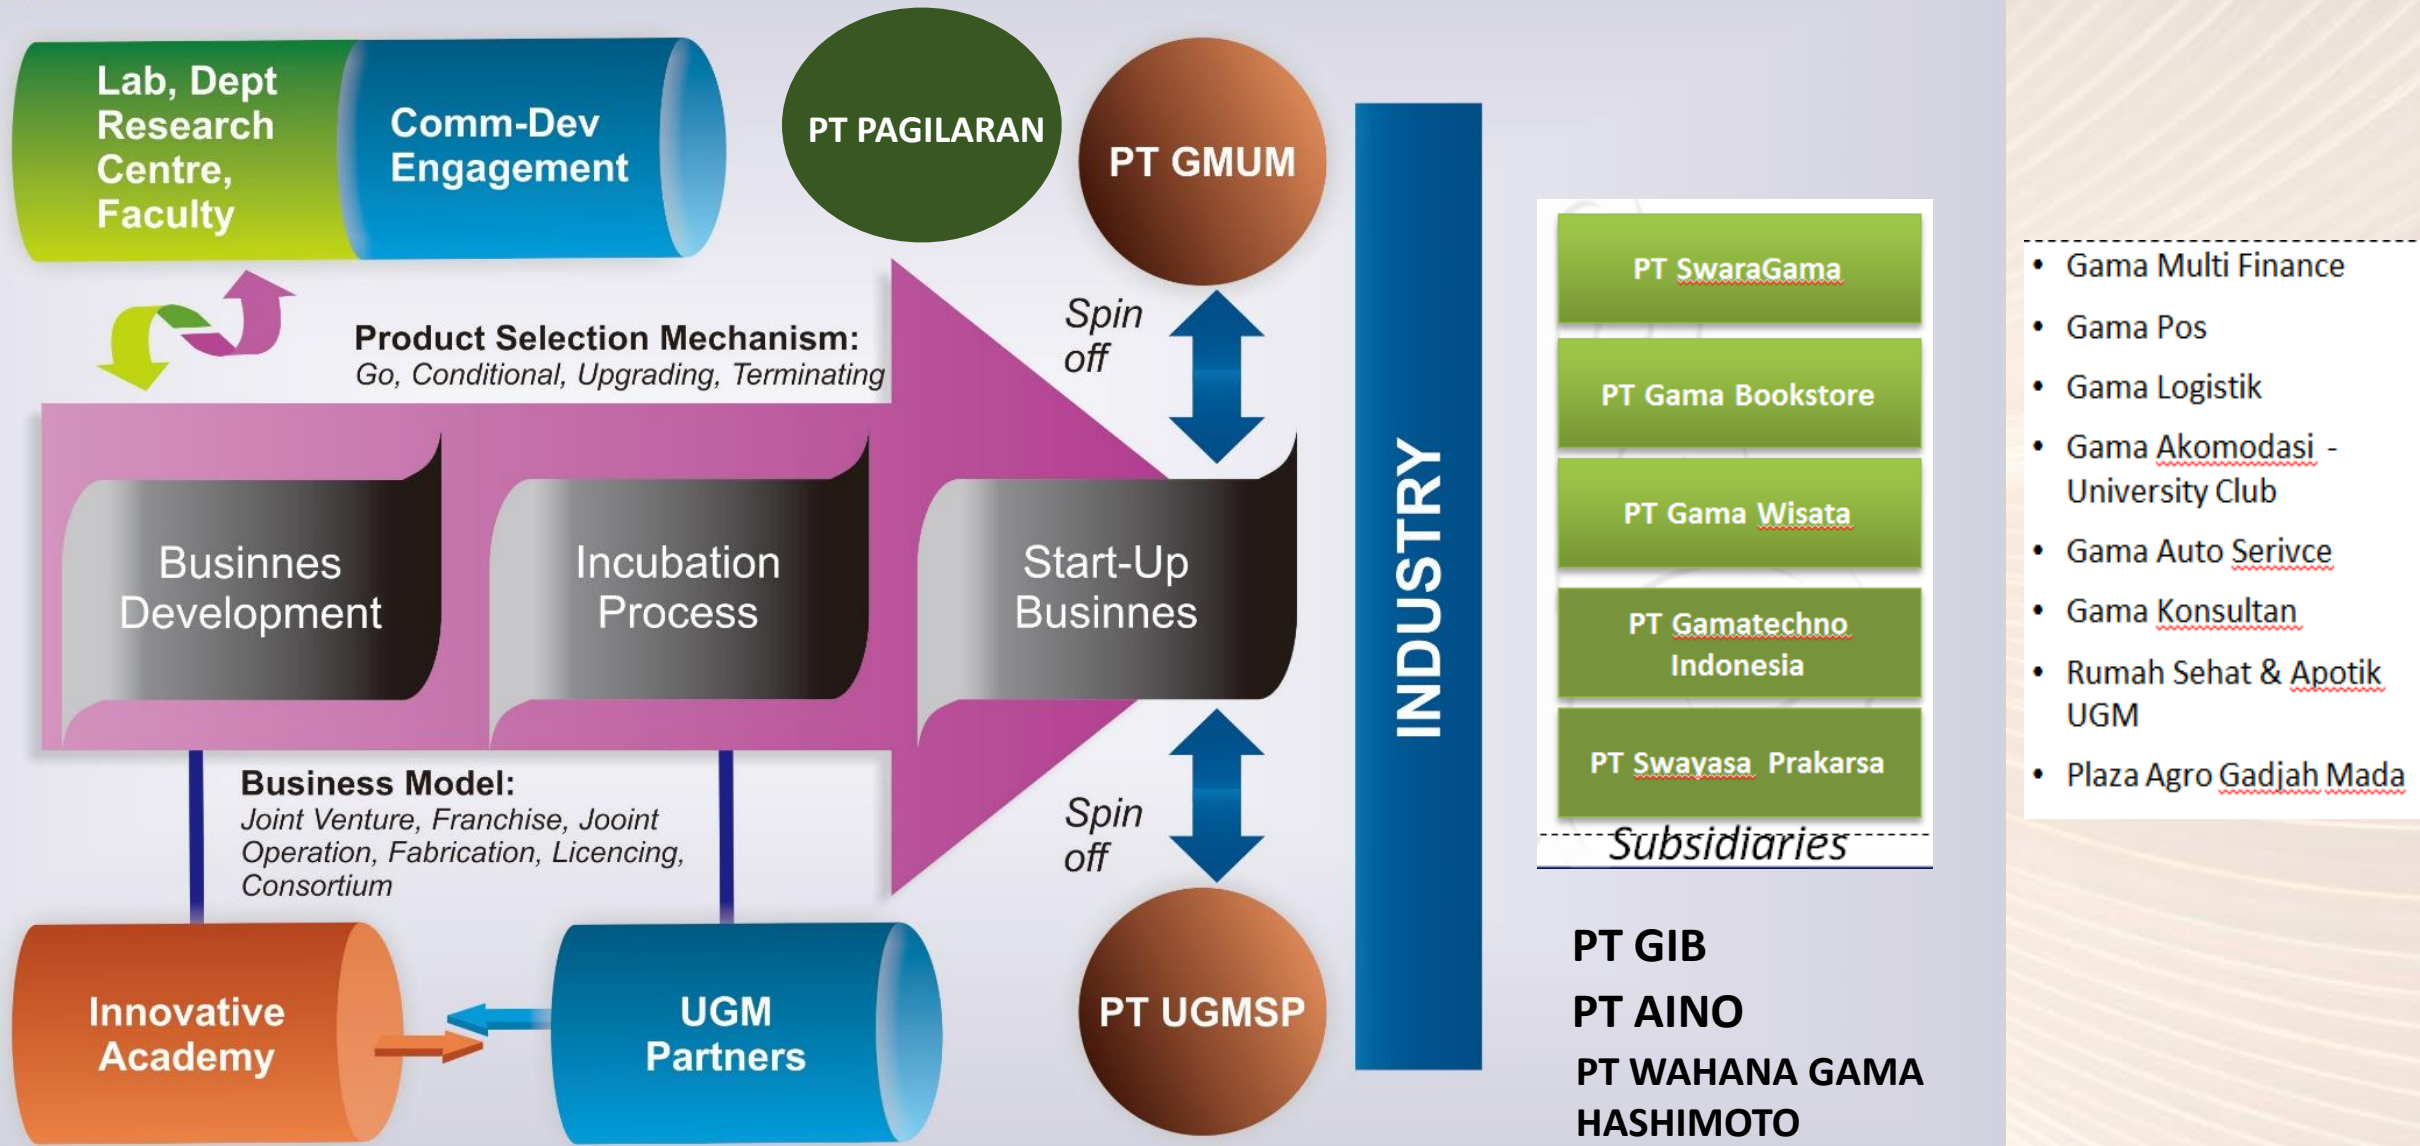 Lab, Dept
Research
Centre,
Faculty
Comm-Dev
Engagement
PT PAGILARAN
PT GMUM
Product Selection Mechanism:
Go, Conditional, Upgrading, Terminating
Spin
off
Businnes
Development
Incubation
Process
Start-Up
Businnes
Business Model:
Joint Venture, Franchise, Jooint
Operation, Fabrication, Licencing,
Consortium
Spin
off
Innovative
Academy
UGM
Partners
PT UGMSP
INDUSTRY
PT SwaraGama
PT Gama Bookstore
PT Gama Wisata
PT Gamatechno
Indonesia
PT Swayasa Prakarsa
Subsidiaries
PT GIB
PT AINO
PT WAHANA GAMA
HASHIMOTO
• Gama Multi Finance
• Gama Pos
• Gama Logistik
• Gama Akomodasi -
University Club
• Gama Auto Serivce
• Gama Konsultan
• Rumah Sehat & Apotik
UGM
• Plaza Agro Gadjah Mada